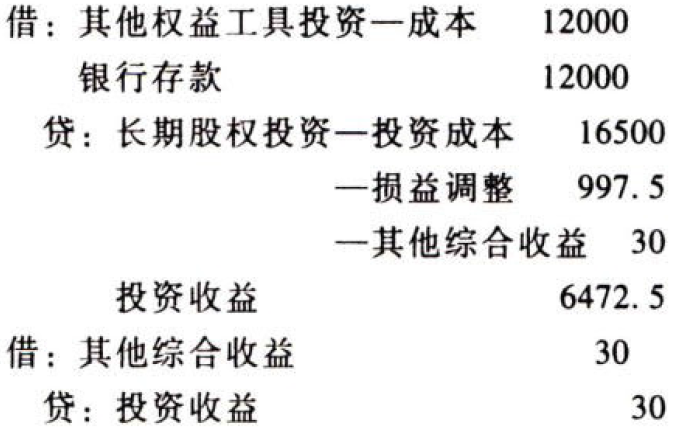 借：其他权益工具投资—成本 12000
银行存款 12000
贷：长期股权投资—投资成本 16500
—损益调整 997.5
—其他综合收益 30
投资收益 6472.5
借：其他综合收益 30
贷：投资收益 30